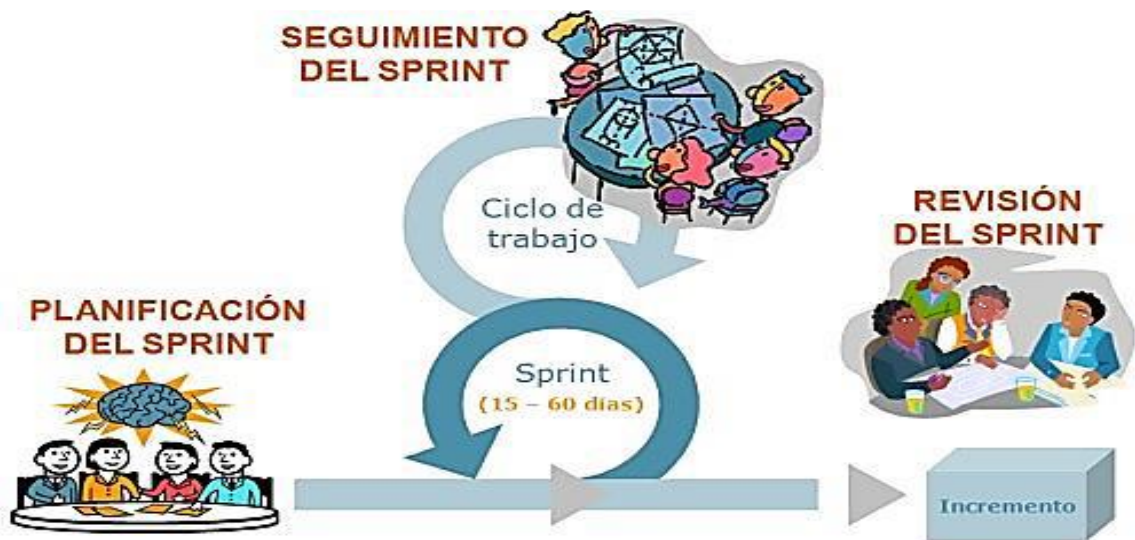 SEGUIMIENTO
DEL SPRINT
Ciclo de
trabajo
REVISIÓN
DEL SPRINT
PLANIFICACIÓN
DEL SPRINT
Sprint
(15 – 60 días)
Incremento